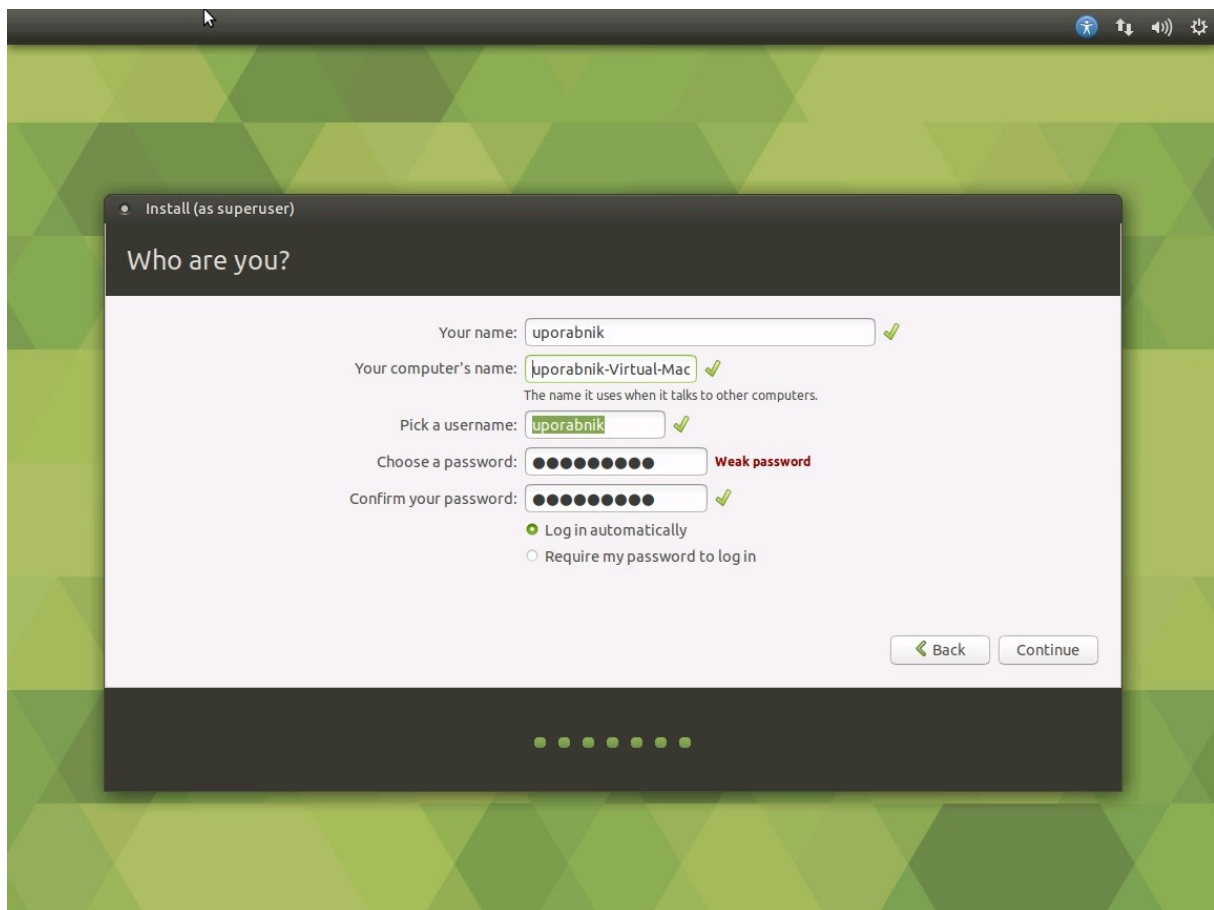 Install (as superuser)
Who are you?
Your name: uporabnik
Your computer's name: uporabnik-Virtual-Mac
The name it uses when it talks to other computers.
Pick a username: uporabnik
Choose a password: ●●●●●●●●● Weak password
Confirm your password: ●●●●●●●●●
Log in automatically
Require my password to log in
Back Continue